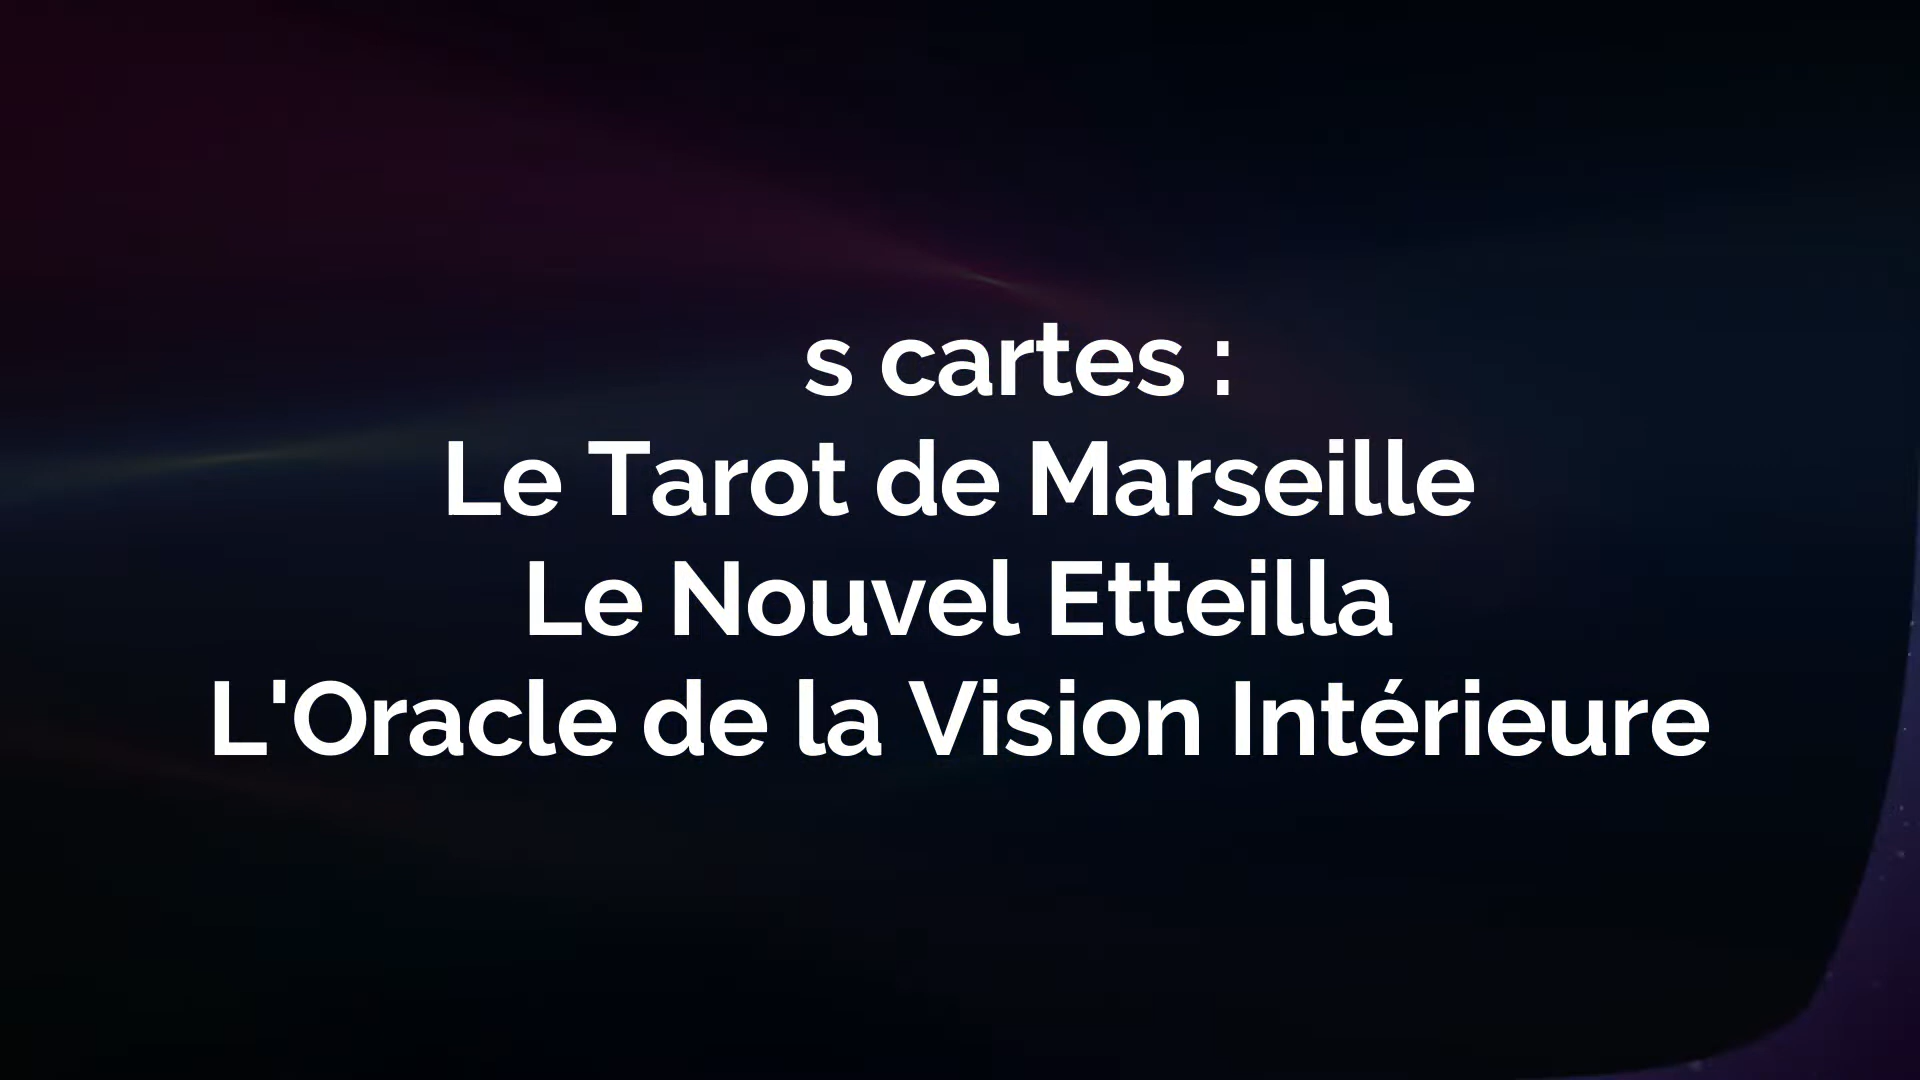 s cartes :
Le Tarot de Marseille
Le Nouvel Etteilla
L'Oracle de la Vision Intérieure